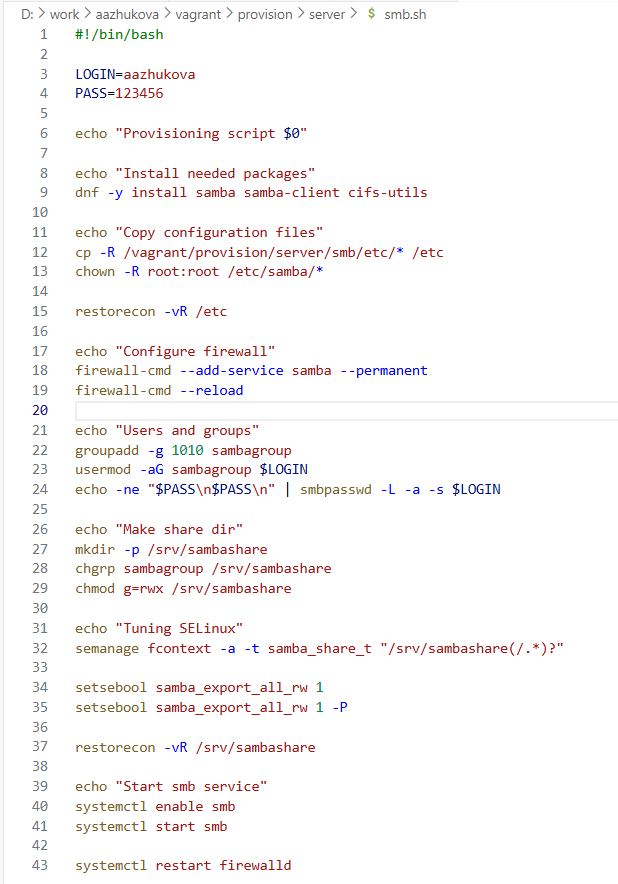 D: > work > aazhukova > vagrant > provision > server > $ smb.sh
1 #!/bin/bash
2
3 LOGIN=aazhukova
4 PASS=123456
5
6 echo "Provisioning script $0"
7
8 echo "Install needed packages"
9 dnf -y install samba samba-client cifs-utils
10
11 echo "Copy configuration files"
12 cp -R /vagrant/provision/server/smb/etc/* /etc
13 chown -R root:root /etc/samba/*
14
15 restorecon -vR /etc
16
17 echo "Configure firewall"
18 firewall-cmd --add-service samba --permanent
19 firewall-cmd --reload
20
21 echo "Users and groups"
22 groupadd -g 1010 sambagroup
23 usermod -aG sambagroup $LOGIN
24 echo -ne "$PASS\n$PASS\n" | smbpasswd -L -a -s $LOGIN
25
26 echo "Make share dir"
27 mkdir -p /srv/sambashare
28 chgrp sambagroup /srv/sambashare
29 chmod g=rwx /srv/sambashare
30
31 echo "Tuning SELinux"
32 semanage fcontext -a -t samba_share_t "/srv/sambashare(/.*)?"
33
34 setsebool samba_export_all_rw 1
35 setsebool samba_export_all_rw 1 -P
36
37 restorecon -vR /srv/sambashare
38
39 echo "Start smb service"
40 systemctl enable smb
41 systemctl start smb
42
43 systemctl restart firewalld